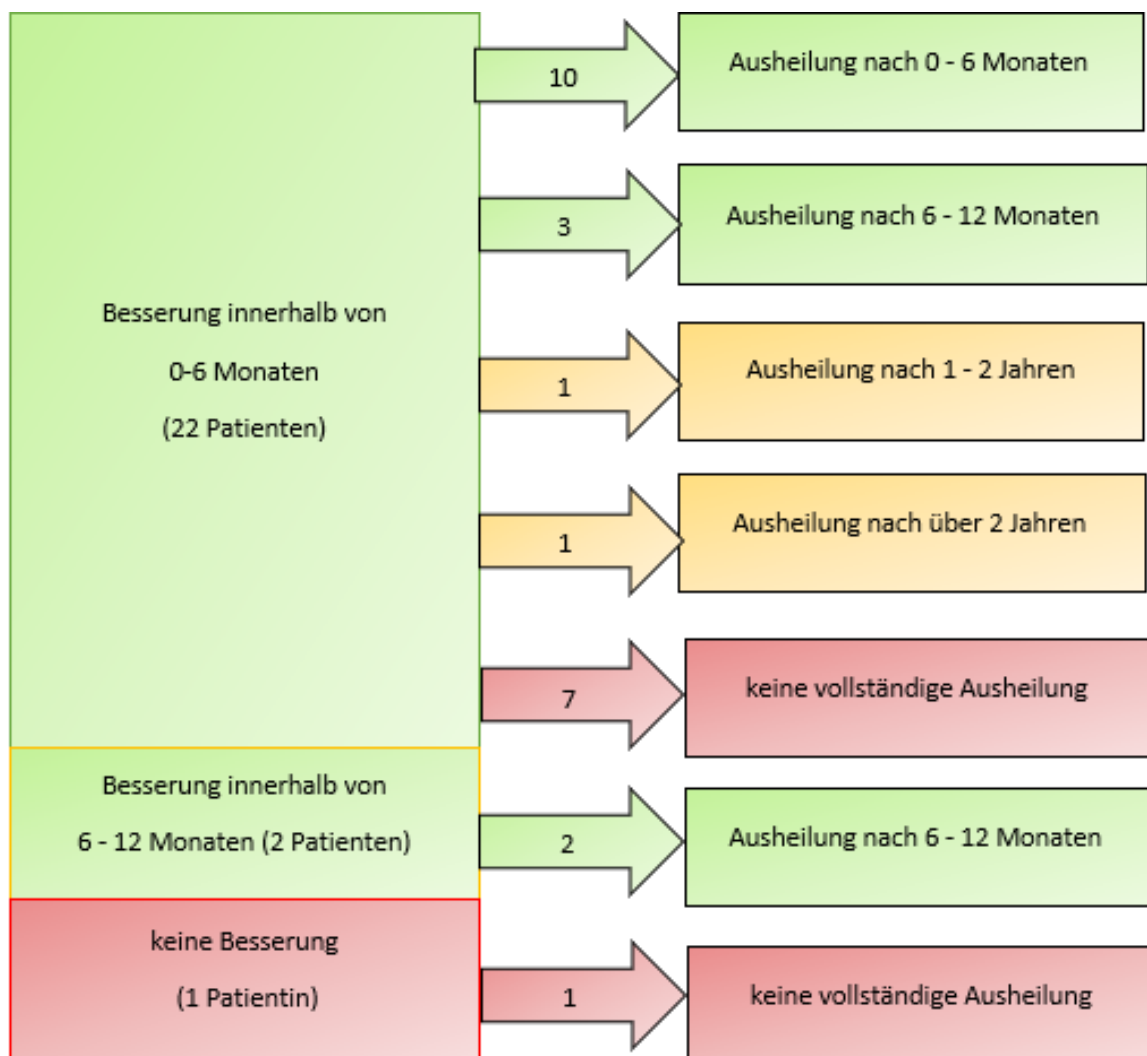 Besserung innerhalb von
0-6 Monaten
(22 Patienten)
10
Ausheilung nach 0 - 6 Monaten
3
Ausheilung nach 6 - 12 Monaten
1
Ausheilung nach 1 - 2 Jahren
1
Ausheilung nach über 2 Jahren
7
keine vollständige Ausheilung
Besserung innerhalb von
6 - 12 Monaten (2 Patienten)
2
Ausheilung nach 6 - 12 Monaten
keine Besserung
(1 Patientin)
1
keine vollständige Ausheilung